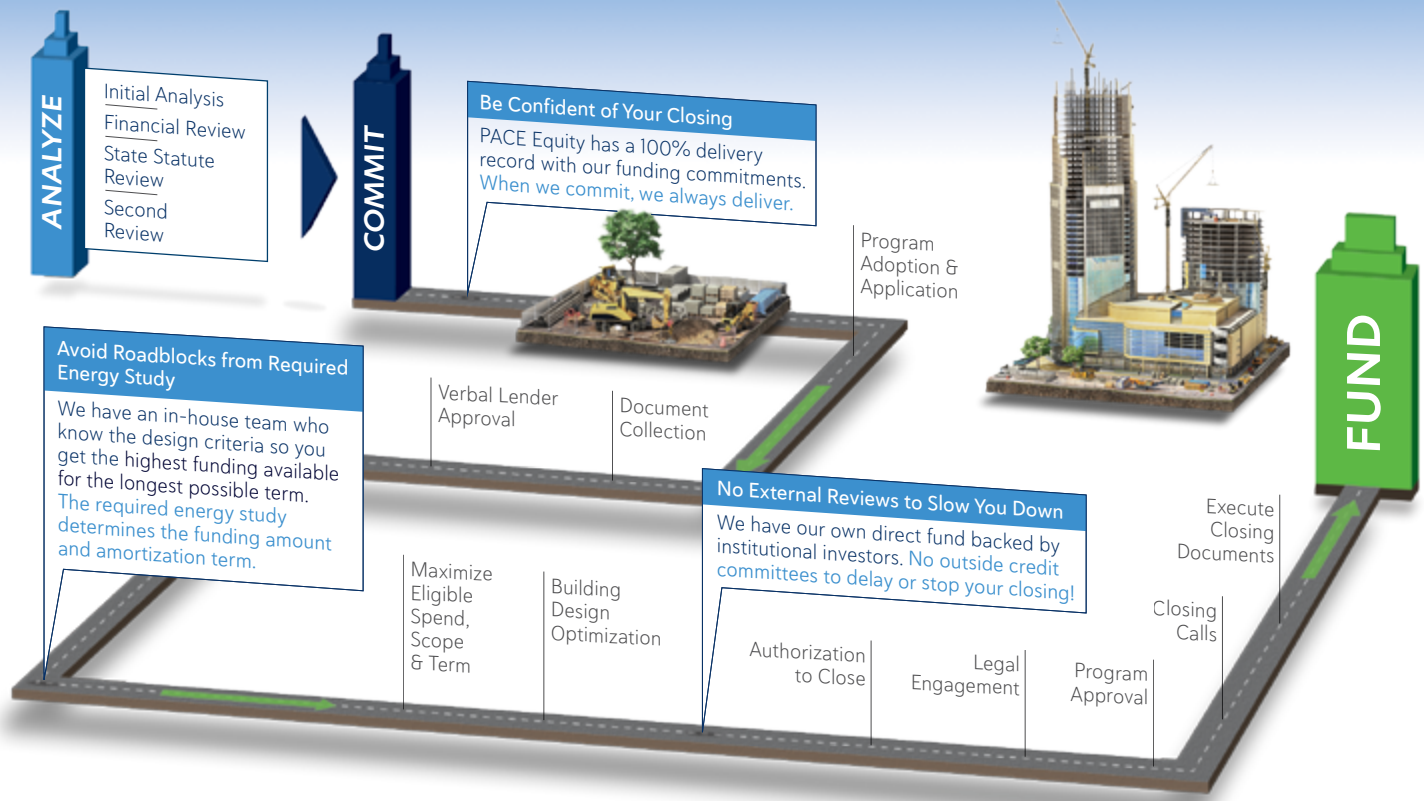 ANALYZE
Initial Analysis
Financial Review
State Statute
Review
Second
Review
COMMIT
Be Confident of Your Closing
PACE Equity has a 100% delivery
record with our funding commitments.
When we commit, we always deliver.
Program
Adoption &
Application
Document
Collection
Verbal Lender
Approval
Avoid Roadblocks from Required
Energy Study
We have an in-house team who
know the design criteria so you
get the highest funding available
for the longest possible term.
The required energy study
determines the funding amount
and amortization term.
Maximize
Eligible
Spend,
Scope
& Term
Building
Design
Optimization
No External Reviews to Slow You Down
We have our own direct fund backed by
institutional investors. No outside credit
committees to delay or stop your closing!
Authorization
to Close
Legal
Engagement
Program
Approval
Closing
Calls
Execute
Closing
Documents
FUND